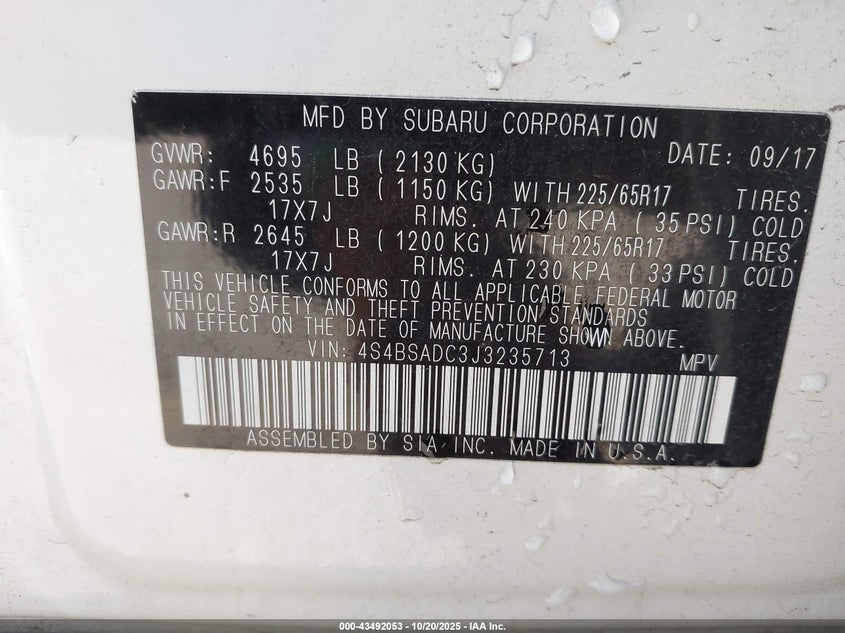 MFD BY SUBARU CORPORATION
GVWR: 4695 LB ( 2130 KG) DATE: 09/17
GAWR:F 2535 LB ( 1150 KG) WITH 225/65R17 TIRES.
17X7J RIMS. AT 240 KPA ( 35 PSI) COLD
GAWR:R 2645 LB ( 1200 KG) WITH 225/65R17 TIRES.
17X7J RIMS. AT 230 KPA ( 33 PSI) COLD
THIS VEHICLE CONFORMS TO ALL APPLICABLE FEDERAL MOTOR
VEHICLE SAFETY AND THEFT PREVENTION STANDARDS
IN EFFECT ON THE DATE OF MANUFACTURE SHOWN ABOVE.
VIN: 4S4BSADC3J3235713 MPV
ASSEMBLED BY SIA, INC. MADE IN U.S.A.
000-43492053 - 10/20/2025 - IAA Inc.